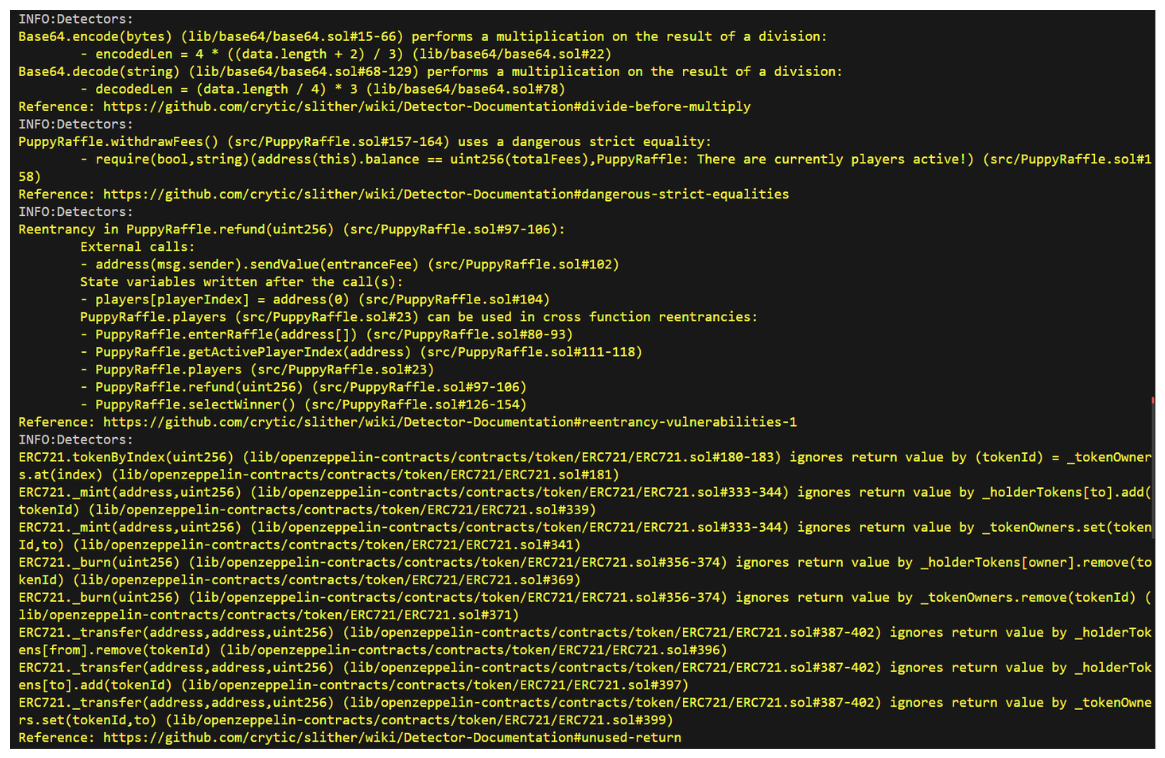 INFO:Detectors:
Base64.encode(bytes) (lib/base64/base64.sol#15-66) performs a multiplication on the result of a division:
        - encodedLen = 4 * ((data.length + 2) / 3) (lib/base64/base64.sol#22)
Base64.decode(string) (lib/base64/base64.sol#68-129) performs a multiplication on the result of a division:
        - decodedLen = (data.length / 4) * 3 (lib/base64/base64.sol#78)
Reference: https://github.com/crytic/slither/wiki/Detector-Documentation#divide-before-multiply
INFO:Detectors:
PuppyRaffle.withdrawFees() (src/PuppyRaffle.sol#157-164) uses a dangerous strict equality:
        - require(bool,string)(address(this).balance == uint256(totalFees),PuppyRaffle: There are currently players active!) (src/PuppyRaffle.sol#1
58)
Reference: https://github.com/crytic/slither/wiki/Detector-Documentation#dangerous-strict-equalities
INFO:Detectors:
Reentrancy in PuppyRaffle.refund(uint256) (src/PuppyRaffle.sol#97-106):
        External calls:
        - address(msg.sender).sendValue(entranceFee) (src/PuppyRaffle.sol#102)
        State variables written after the call(s):
        - players[playerIndex] = address(0) (src/PuppyRaffle.sol#104)
        PuppyRaffle.players (src/PuppyRaffle.sol#23) can be used in cross function reentrancies:
        - PuppyRaffle.enterRaffle(address[]) (src/PuppyRaffle.sol#80-93)
        - PuppyRaffle.getActivePlayerIndex(address) (src/PuppyRaffle.sol#111-118)
        - PuppyRaffle.players (src/PuppyRaffle.sol#23)
        - PuppyRaffle.refund(uint256) (src/PuppyRaffle.sol#97-106)
        - PuppyRaffle.selectWinner() (src/PuppyRaffle.sol#126-154)
Reference: https://github.com/crytic/slither/wiki/Detector-Documentation#reentrancy-vulnerabilities-1
INFO:Detectors:
ERC721.tokenByIndex(uint256) (lib/openzeppelin-contracts/contracts/token/ERC721/ERC721.sol#180-183) ignores return value by (tokenId) = _tokenOwner
s.at(index) (lib/openzeppelin-contracts/contracts/token/ERC721/ERC721.sol#181)
ERC721._mint(address,uint256) (lib/openzeppelin-contracts/contracts/token/ERC721/ERC721.sol#333-344) ignores return value by _holderTokens[to].add(
tokenId) (lib/openzeppelin-contracts/contracts/token/ERC721/ERC721.sol#339)
ERC721._mint(address,uint256) (lib/openzeppelin-contracts/contracts/token/ERC721/ERC721.sol#333-344) ignores return value by _tokenOwners.set(token
Id,to) (lib/openzeppelin-contracts/contracts/token/ERC721/ERC721.sol#341)
ERC721._burn(uint256) (lib/openzeppelin-contracts/contracts/token/ERC721/ERC721.sol#356-374) ignores return value by _holderTokens[owner].remove(to
kenId) (lib/openzeppelin-contracts/contracts/token/ERC721/ERC721.sol#369)
ERC721._burn(uint256) (lib/openzeppelin-contracts/contracts/token/ERC721/ERC721.sol#356-374) ignores return value by _tokenOwners.remove(tokenId) (
lib/openzeppelin-contracts/contracts/token/ERC721/ERC721.sol#371)
ERC721._transfer(address,address,uint256) (lib/openzeppelin-contracts/contracts/token/ERC721/ERC721.sol#387-402) ignores return value by _holderTok
ens[from].remove(tokenId) (lib/openzeppelin-contracts/contracts/token/ERC721/ERC721.sol#396)
ERC721._transfer(address,address,uint256) (lib/openzeppelin-contracts/contracts/token/ERC721/ERC721.sol#387-402) ignores return value by _holderTok
ens[to].add(tokenId) (lib/openzeppelin-contracts/contracts/token/ERC721/ERC721.sol#397)
ERC721._transfer(address,address,uint256) (lib/openzeppelin-contracts/contracts/token/ERC721/ERC721.sol#387-402) ignores return value by _tokenOwne
rs.set(tokenId,to) (lib/openzeppelin-contracts/contracts/token/ERC721/ERC721.sol#399)
Reference: https://github.com/crytic/slither/wiki/Detector-Documentation#unused-return